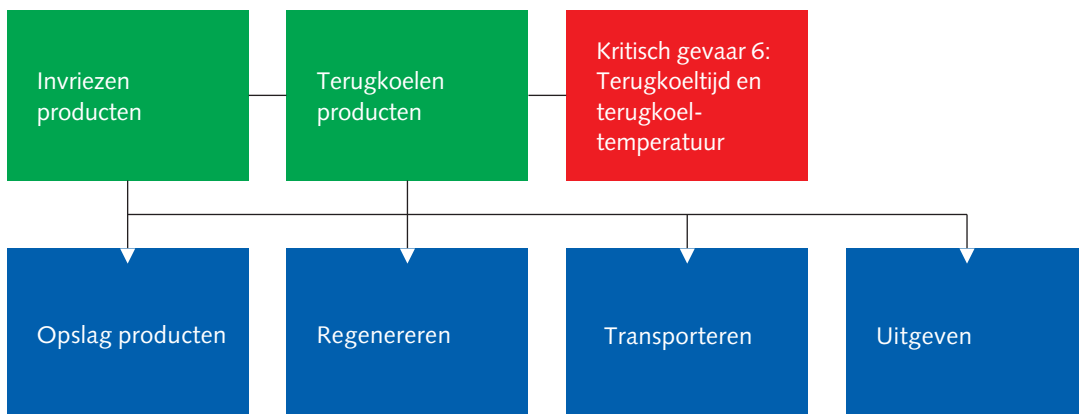 Invriezen
producten
Terugkoelen
producten
Kritisch gevaar 6:
Terugkoeltijd en
terugkoel-
temperatuur
Opslag producten
Regenereren
Transporteren
Uitgeven